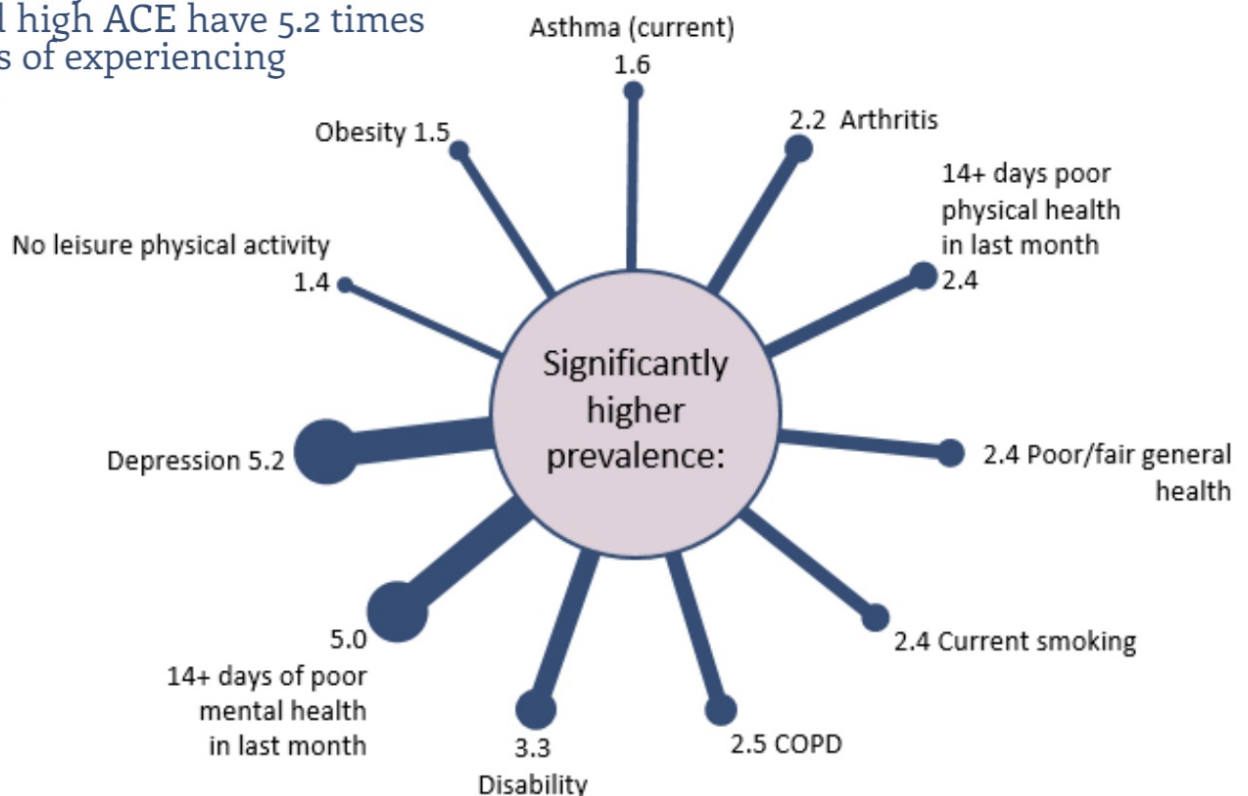 high ACE have 5.2 times
of experiencing
Asthma (current)
1.6
2.2 Arthritis
14+ days poor
physical health
in last month
2.4
2.4 Poor/fair general
health
2.4 Current smoking
2.5 COPD
3.3
Disability
5.0
14+ days of poor
mental health
in last month
Depression 5.2
No leisure physical activity
1.4
Obesity 1.5
Significantly
higher
prevalence: